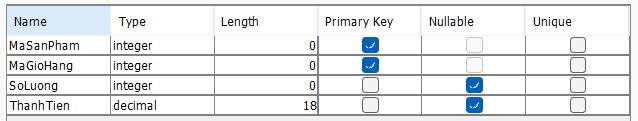 Name Type Length Primary Key Nullable Unique
MaSanPham integer 0
MaGioHang integer 0
SoLuong integer 0
ThanhTien decimal 18